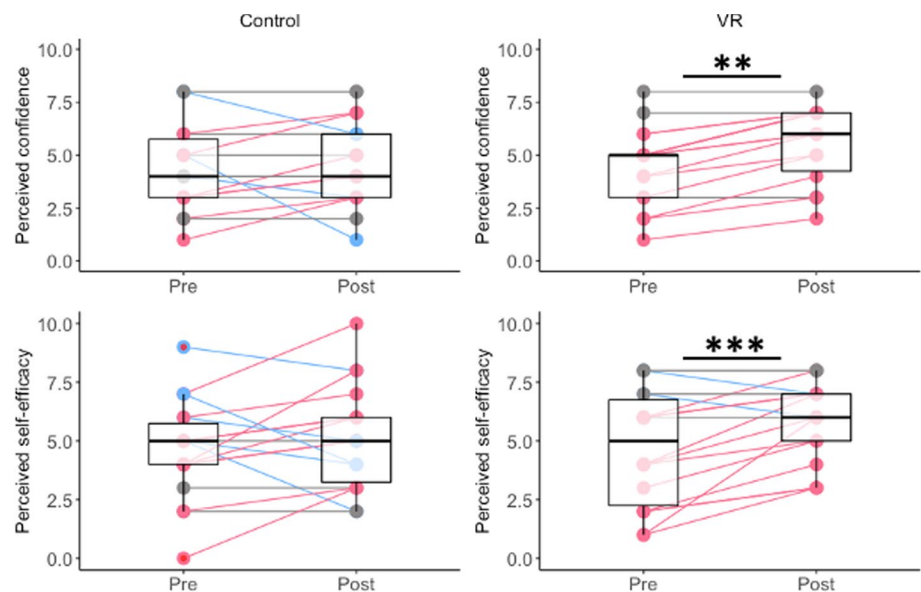 Control
VR
Perceived confidence
10.0
7.5
5.0
2.5
0.0
Pre
Post
Perceived confidence
10.0
7.5
5.0
2.5
0.0
**
Pre
Post
Perceived self-efficacy
10.0
7.5
5.0
2.5
0.0
Pre
Post
Perceived self-efficacy
10.0
7.5
5.0
2.5
0.0
***
Pre
Post